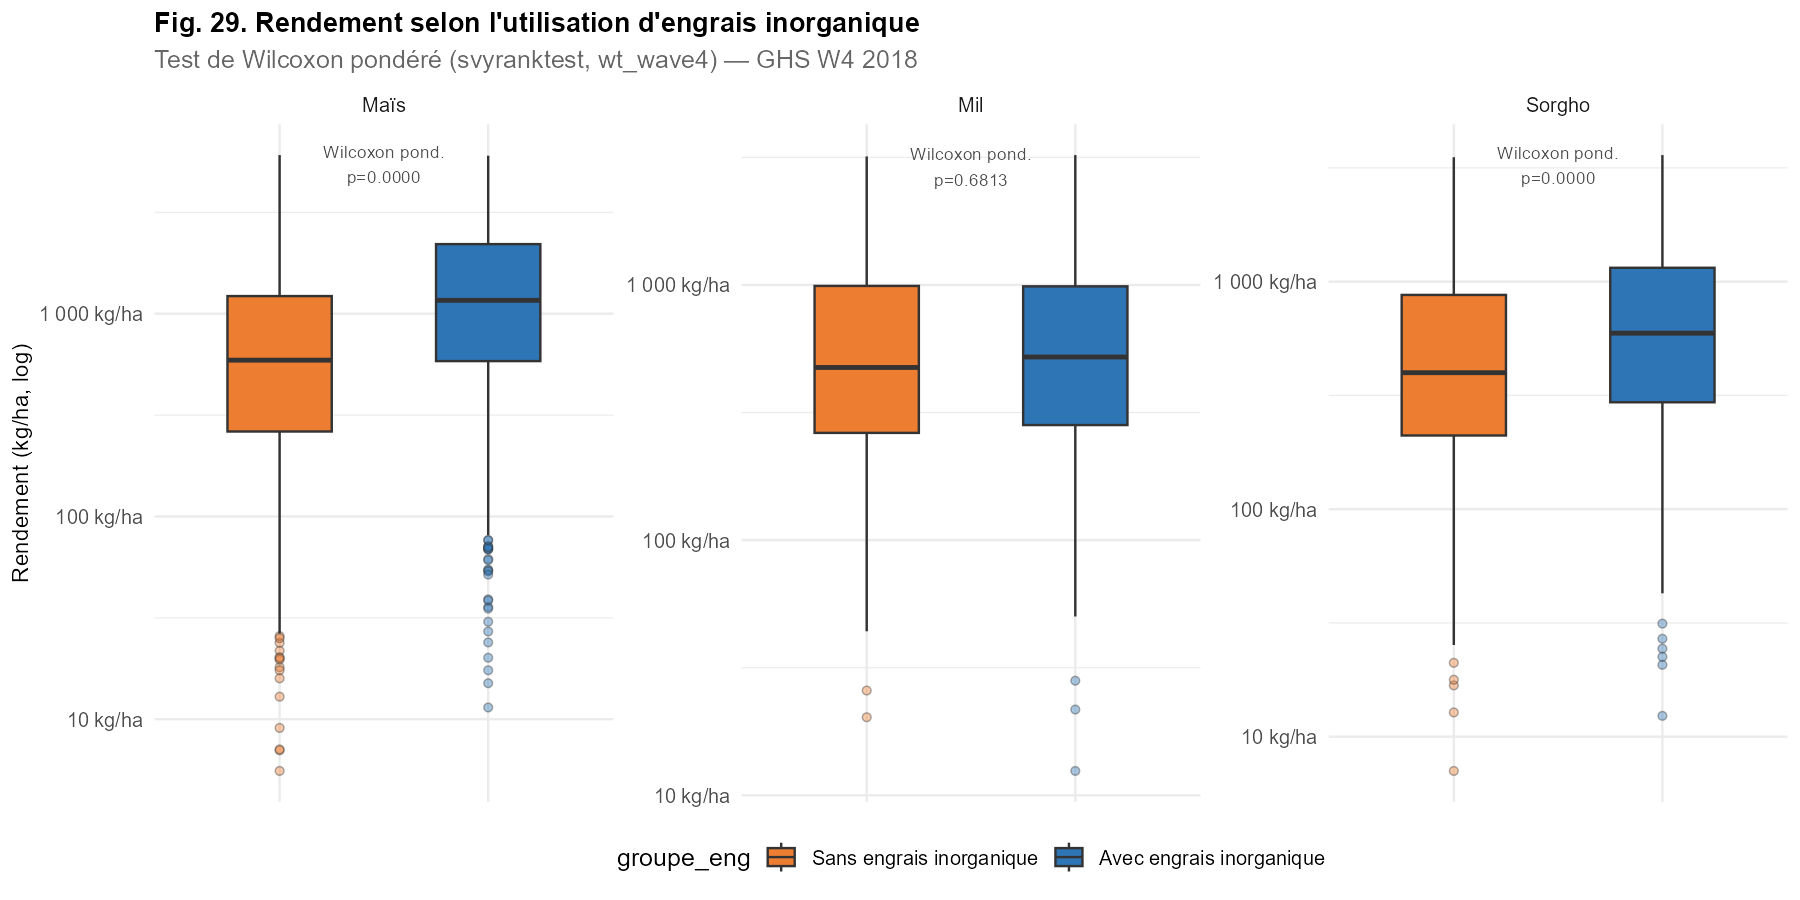 Fig. 29. Rendement selon l'utilisation d'engrais inorganique
Test de Wilcoxon pondéré (svyranktest, wt_wave4) — GHS W4 2018
Maïs
Mil
Sorgho
Wilcoxon pond.
p=0.0000
Wilcoxon pond.
p=0.6813
Wilcoxon pond.
p=0.0000
Rendement (kg/ha, log)
1 000 kg/ha
100 kg/ha
10 kg/ha
1 000 kg/ha
100 kg/ha
10 kg/ha
1 000 kg/ha
100 kg/ha
10 kg/ha
groupe_eng Sans engrais inorganique Avec engrais inorganique